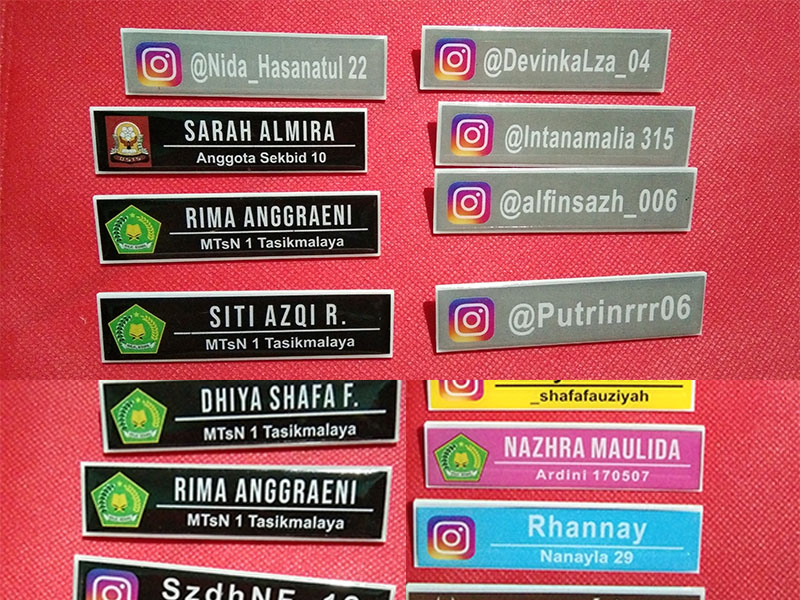 @Nida_Hasanatul 22
SARAH ALMIRA
Anggota Sekbid 10
RIMA ANGGRAENI
MTsN 1 Tasikmalaya
SITI AZQI R.
MTsN 1 Tasikmalaya
@DevinkaLza_04
@Intanamalia 315
@alfinsazh_006
@Putrinrrr06
DHIYA SHAFA F.
MTsN 1 Tasikmalaya
RIMA ANGGRAENI
MTsN 1 Tasikmalaya
_shafafauziyah
NAZHRA MAULIDA
Ardini 170507
Rhannay
Nanayla 29